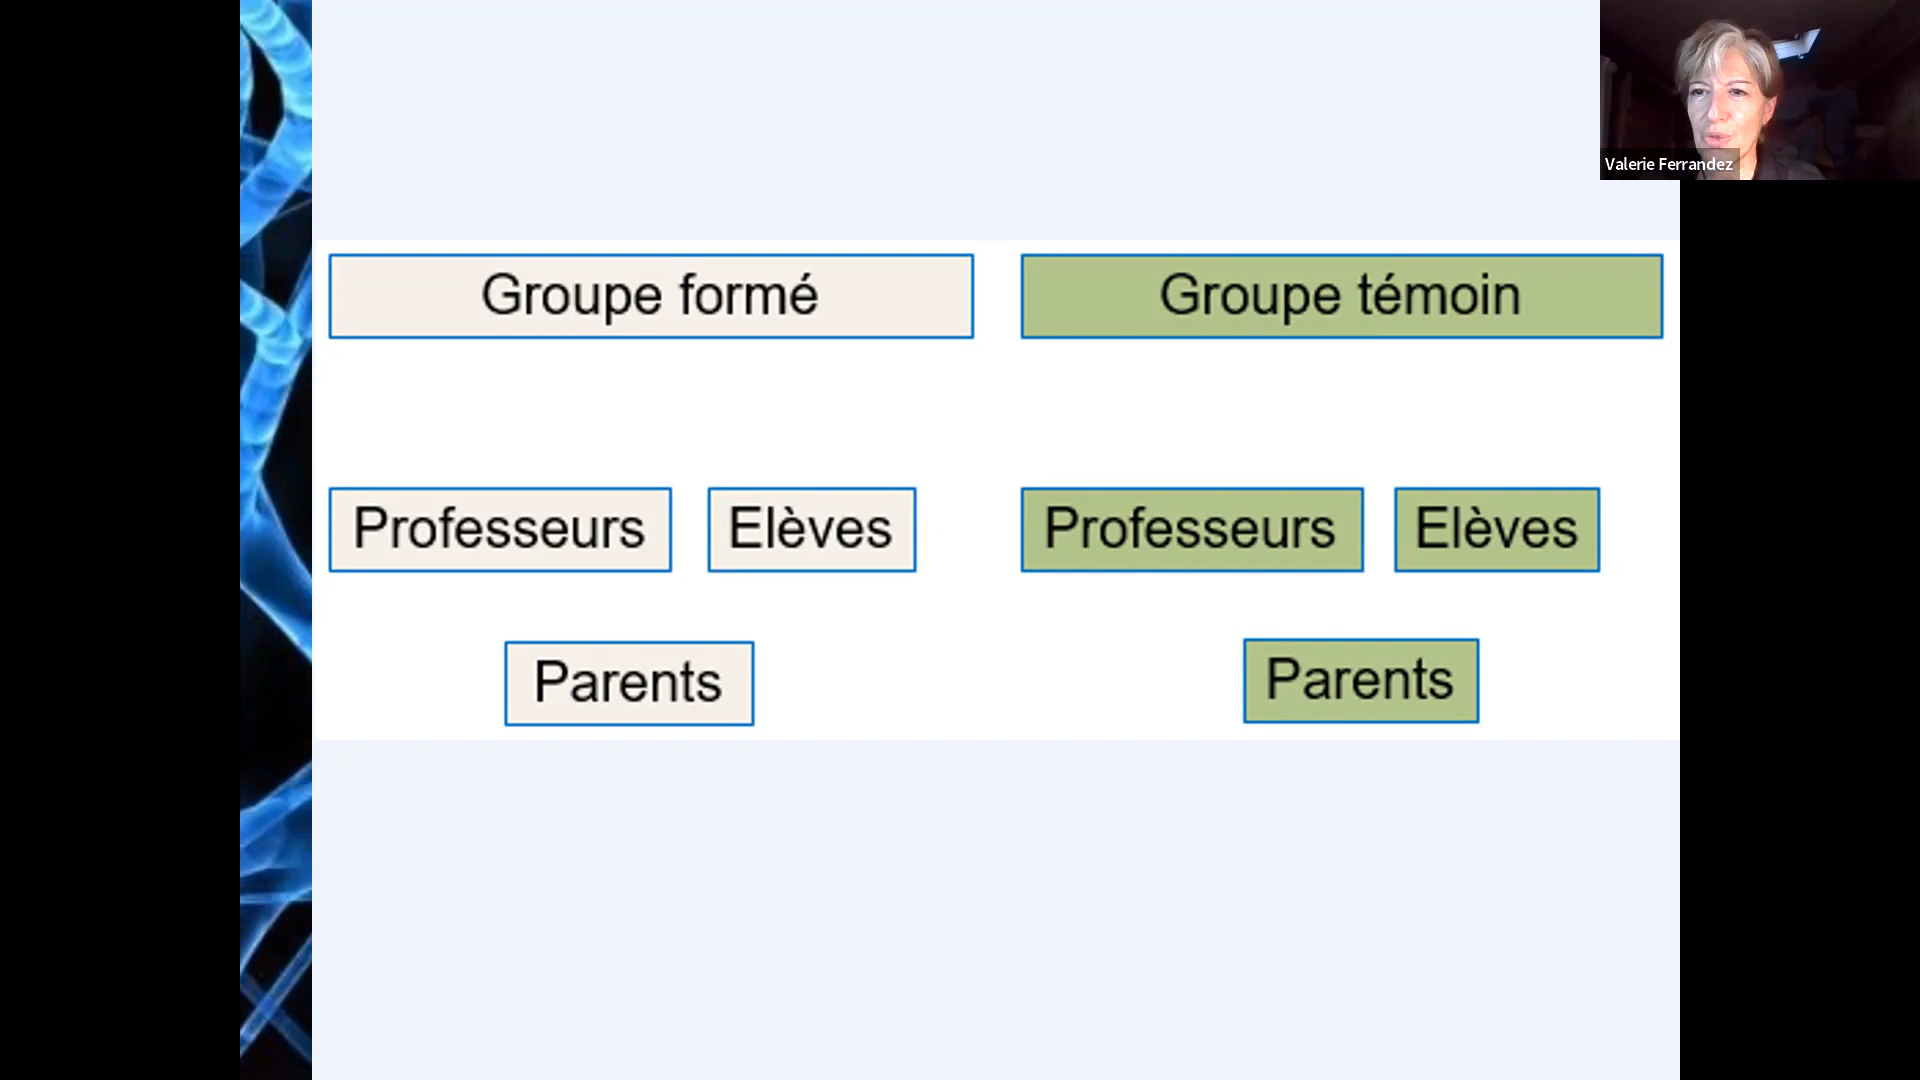 Valerie Ferrandez
Groupe formé
Groupe témoin
Professeurs
Elèves
Professeurs
Elèves
Parents
Parents